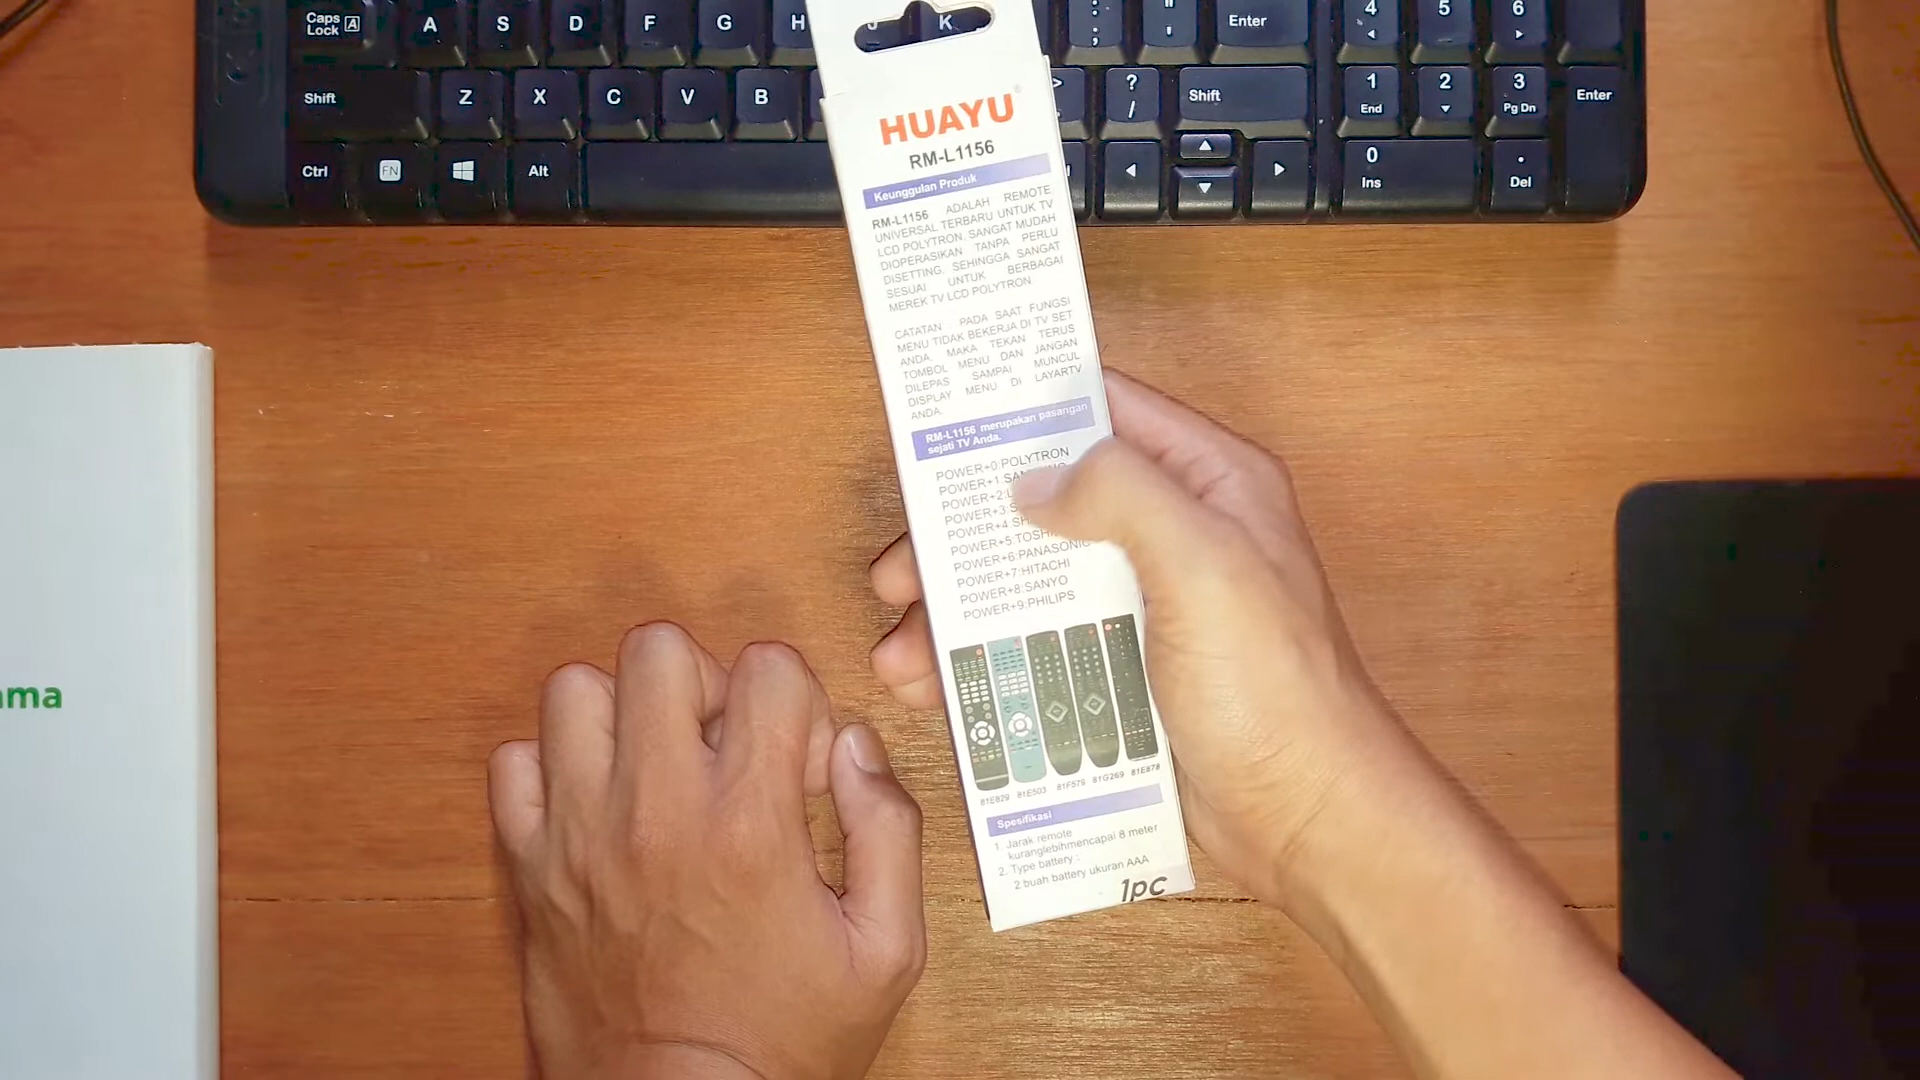 Caps Lock A A S D F G H J K : ; " ' Enter 4 5 6
Shift Z X C V B > ? / Shift 1 End 2 3 Pg Dn Enter
Ctrl FN Alt 0 Ins . Del
HUAYU
RM-L1156
Keunggulan Produk
RM-L1156 ADALAH REMOTE
UNIVERSAL TERBARU UNTUK TV
LCD POLYTRON. SANGAT MUDAH
DIOPERASIKAN TANPA PERLU
DISETTING. SEHINGGA SANGAT
SESUAI UNTUK BERBAGAI
MEREK TV LCD POLYTRON.
CATATAN : PADA SAAT FUNGSI
MENU TIDAK BEKERJA DI TV SET
ANDA, MAKA TEKAN TERUS
TOMBOL MENU DAN JANGAN
DILEPAS SAMPAI MUNCUL
DISPLAY MENU DI LAYARTV
ANDA.
RM-L1156 merupakan pasangan
sejati TV Anda.
POWER+0:POLYTRON
POWER+1:
POWER+2:
POWER+3:
POWER+4:
POWER+5:
POWER+6:PANASONIC
POWER+7:HITACHI
POWER+8:SANYO
POWER+9:PHILIPS
81E829 81E503 81F579 81G269 81E878
Spesifikasi
1. Jarak remote
kuranglebihmencapai 8 meter
2. Type battery :
2 buah battery ukuran AAA
1pc
ama